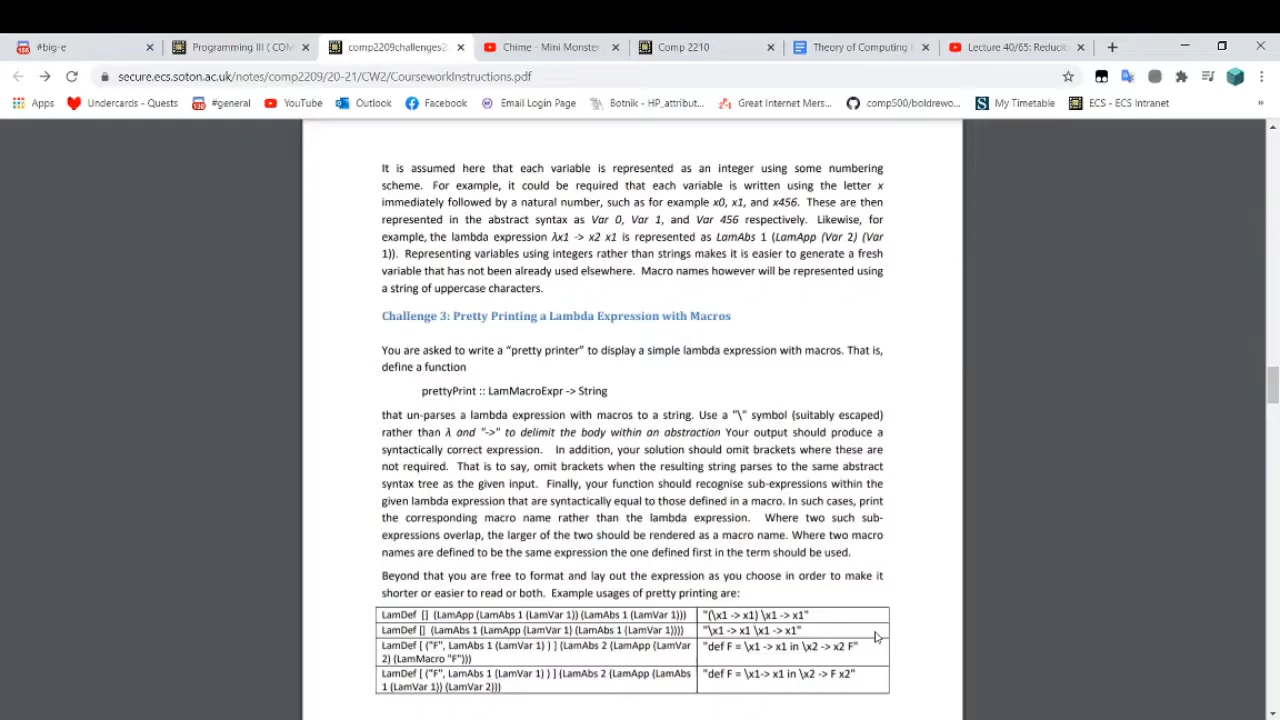 #big-e
Programming III ( COM
comp2209challenges2
Chime - Mini Monster
Comp 2210
Theory of Computing
Lecture 40/65: Reducti
secure.ecs.soton.ac.uk/notes/comp2209/20-21/CW2/CourseworkInstructions.pdf
Apps
Undercards - Quests
#general
YouTube
Outlook
Facebook
Email Login Page
Botnik - HP_attribut...
Great Internet Mers...
comp500/boldrewo...
My Timetable
ECS - ECS Intranet
»
It is assumed here that each variable is represented as an integer using some numbering
scheme. For example, it could be required that each variable is written using the letter x
immediately followed by a natural number, such as for example x0, x1, and x456. These are then
represented in the abstract syntax as Var 0, Var 1, and Var 456 respectively. Likewise, for
example, the lambda expression λx1 -> x2 x1 is represented as LamAbs 1 (LamApp (Var 2) (Var
1)). Representing variables using integers rather than strings makes it is easier to generate a fresh
variable that has not been already used elsewhere. Macro names however will be represented using
a string of uppercase characters.
Challenge 3: Pretty Printing a Lambda Expression with Macros
You are asked to write a “pretty printer” to display a simple lambda expression with macros. That is,
define a function
prettyPrint :: LamMacroExpr -> String
that un-parses a lambda expression with macros to a string. Use a "\" symbol (suitably escaped)
rather than λ and "->" to delimit the body within an abstraction Your output should produce a
syntactically correct expression. In addition, your solution should omit brackets where these are
not required. That is to say, omit brackets when the resulting string parses to the same abstract
syntax tree as the given input. Finally, your function should recognise sub-expressions within the
given lambda expression that are syntactically equal to those defined in a macro. In such cases, print
the corresponding macro name rather than the lambda expression. Where two such sub-
expressions overlap, the larger of the two should be rendered as a macro name. Where two macro
names are defined to be the same expression the one defined first in the term should be used.
Beyond that you are free to format and lay out the expression as you choose in order to make it
shorter or easier to read or both. Example usages of pretty printing are:
LamDef [] (LamApp (LamAbs 1 (LamVar 1)) (LamAbs 1 (LamVar 1)))
"(\x1 -> x1) \x1 -> x1"
LamDef [] (LamAbs 1 (LamApp (LamVar 1) (LamAbs 1 (LamVar 1))))
"\x1 -> x1 \x1 -> x1"
LamDef [ ("F", LamAbs 1 (LamVar 1) ) ] (LamAbs 2 (LamApp (LamVar
2) (LamMacro "F")))
"def F = \x1 -> x1 in \x2 -> x2 F"
LamDef [ ("F", LamAbs 1 (LamVar 1) ) ] (LamAbs 2 (LamApp (LamAbs
1 (LamVar 1)) (LamVar 2)))
"def F = \x1-> x1 in \x2 -> F x2"